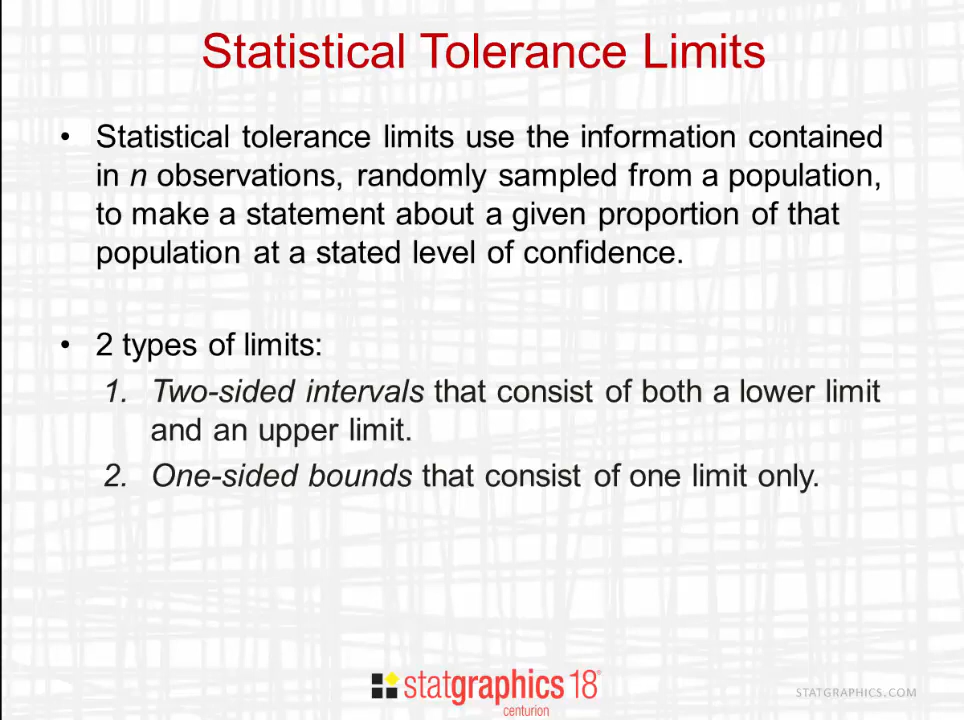 Statistical Tolerance Limits
• Statistical tolerance limits use the information contained
in n observations, randomly sampled from a population,
to make a statement about a given proportion of that
population at a stated level of confidence.
• 2 types of limits:
1. Two-sided intervals that consist of both a lower limit
and an upper limit.
2. One-sided bounds that consist of one limit only.
statgraphics 18®
centurion
STATGRAPHICS.COM